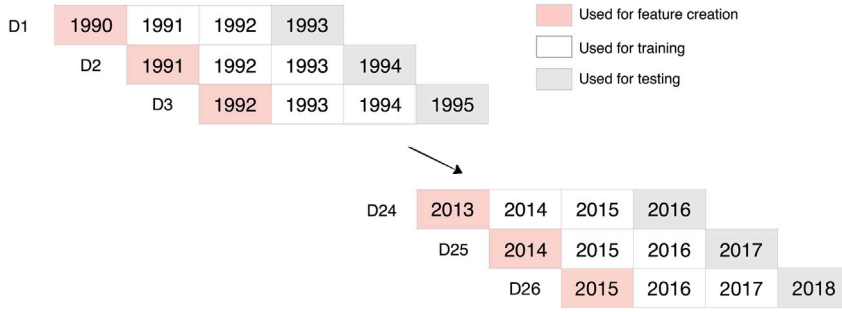 D1 1990 1991 1992 1993
D2 1991 1992 1993 1994
D3 1992 1993 1994 1995
Used for feature creation
Used for training
Used for testing
D24 2013 2014 2015 2016
D25 2014 2015 2016 2017
D26 2015 2016 2017 2018